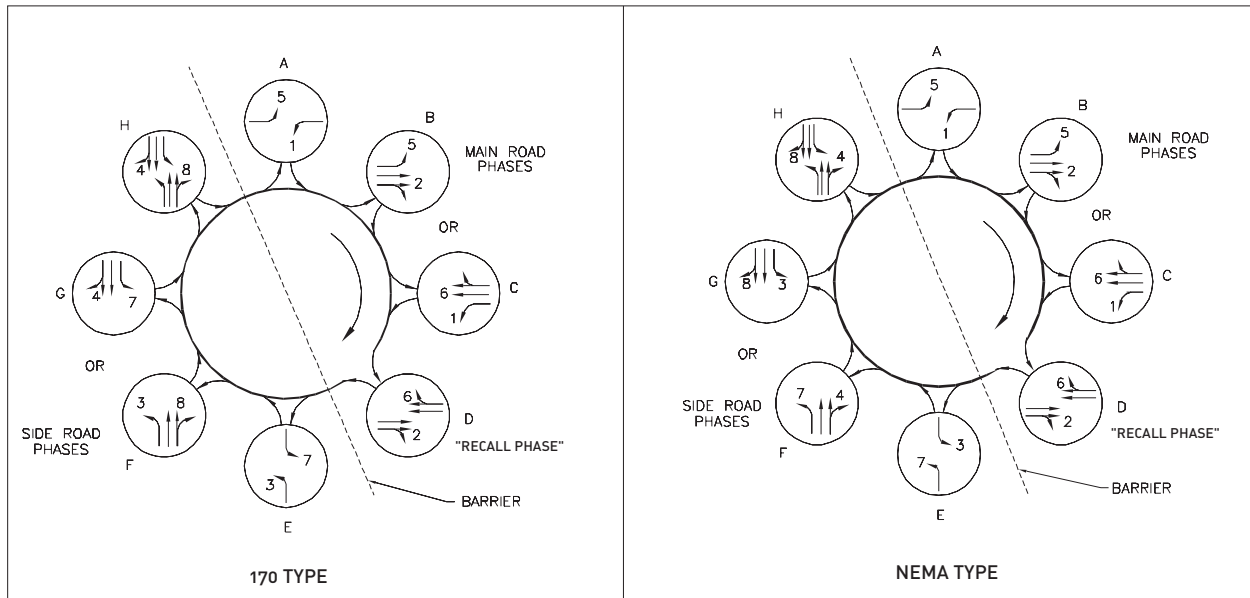 A
5
1
H
4 8
B
5
2
MAIN ROAD
PHASES
OR
G
4 7
C
6
1
OR
F
3 8
SIDE ROAD
PHASES
D
6
2
"RECALL PHASE"
E
7
3
BARRIER
170 TYPE
A
5
1
H
8 4
B
5
2
MAIN ROAD
PHASES
OR
G
8 3
C
6
1
OR
F
7 4
SIDE ROAD
PHASES
D
6
2
"RECALL PHASE"
E
3
7
BARRIER
NEMA TYPE